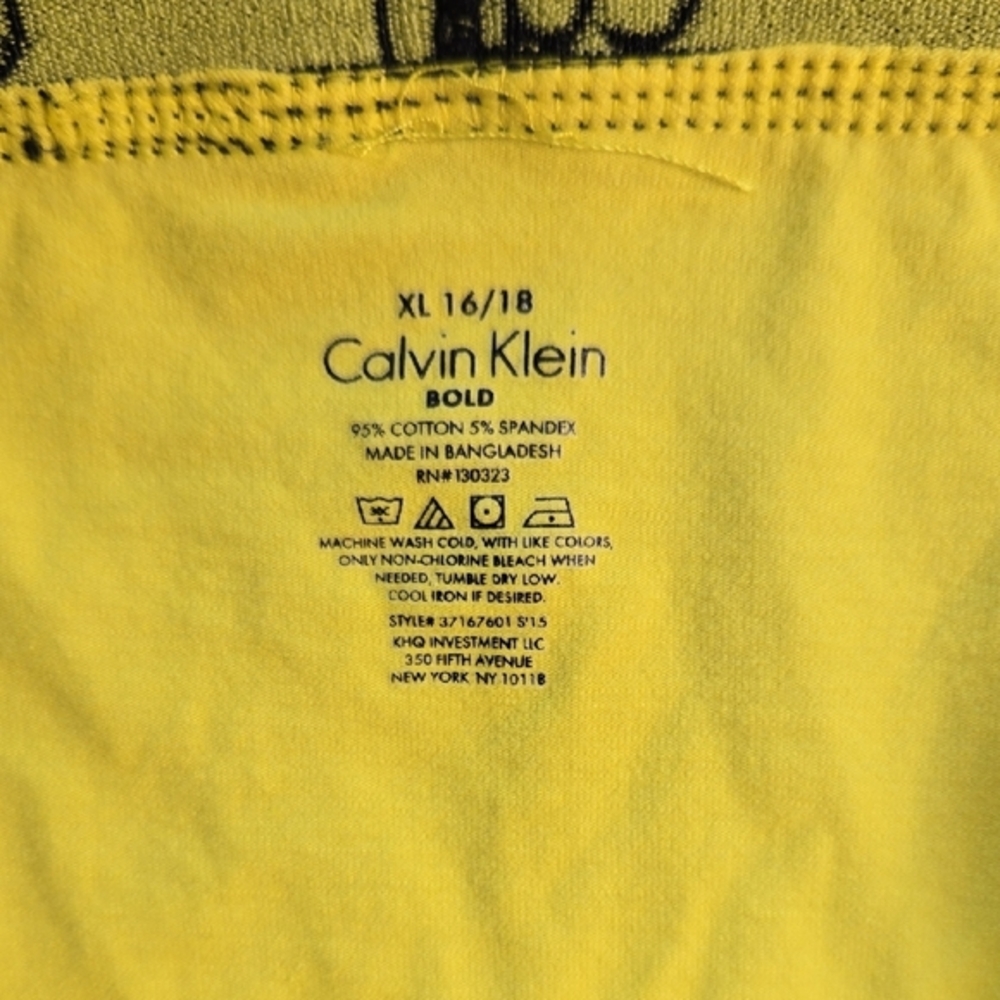 XL 16/18
Calvin Klein
BOLD
95% COTTON 5% SPANDEX
MADE IN BANGLADESH
RN# 130323
MACHINE WASH COLD, WITH LIKE COLORS,
ONLY NON-CHLORINE BLEACH WHEN
NEEDED, TUMBLE DRY LOW.
COOL IRON IF DESIRED.
STYLE# 37167601 S'15
KHQ INVESTMENT LLC
350 FIFTH AVENUE
NEW YORK NY 10118